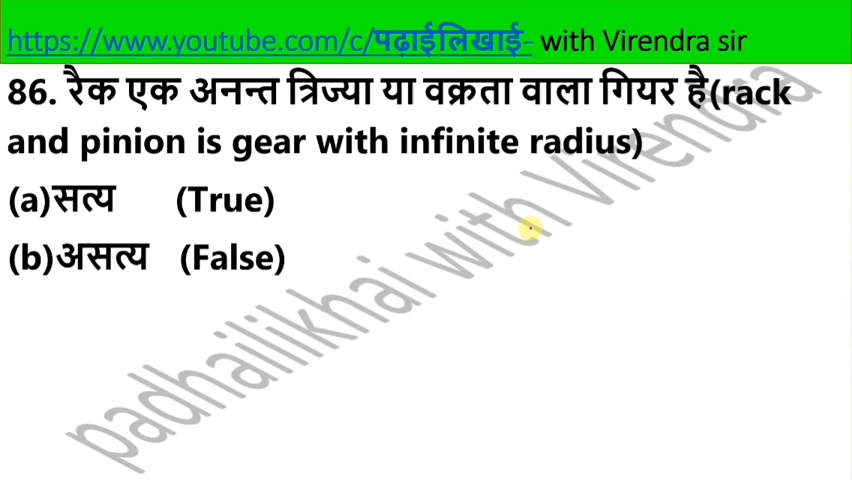 https://www.youtube.com/c/पढ़ाईलिखाई- with Virendra sir
86. रैक एक अनन्त त्रिज्या या वक्रता वाला गियर है(rack
and pinion is gear with infinite radius)
(a)सत्य (True)
(b)असत्य (False)
padhailikhai with Virendra